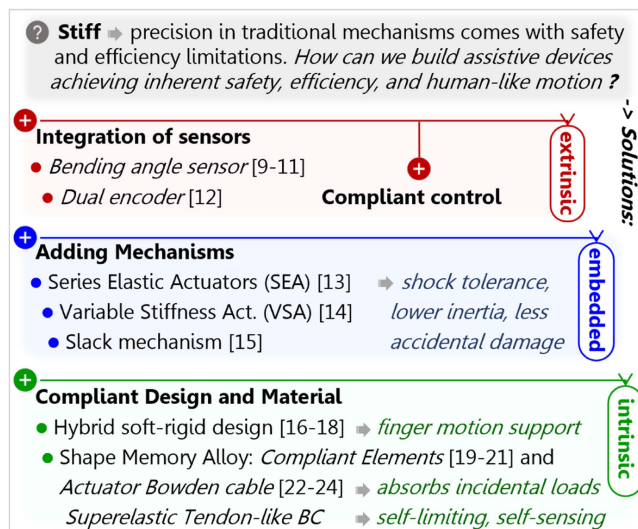 ? Stiff ⇨ precision in traditional mechanisms comes with safety
and efficiency limitations. How can we build assistive devices
achieving inherent safety, efficiency, and human-like motion ?
-> Solutions:
Integration of sensors
Bending angle sensor [9-11]
Dual encoder [12]
Compliant control
extrinsic
Adding Mechanisms
Series Elastic Actuators (SEA) [13] ⇨ shock tolerance,
Variable Stiffness Act. (VSA) [14] lower inertia, less
Slack mechanism [15] accidental damage
embedded
Compliant Design and Material
Hybrid soft-rigid design [16-18] ⇨ finger motion support
Shape Memory Alloy: Compliant Elements [19-21] and
Actuator Bowden cable [22-24] ⇨ absorbs incidental loads
Superelastic Tendon-like BC ⇨ self-limiting, self-sensing
intrinsic